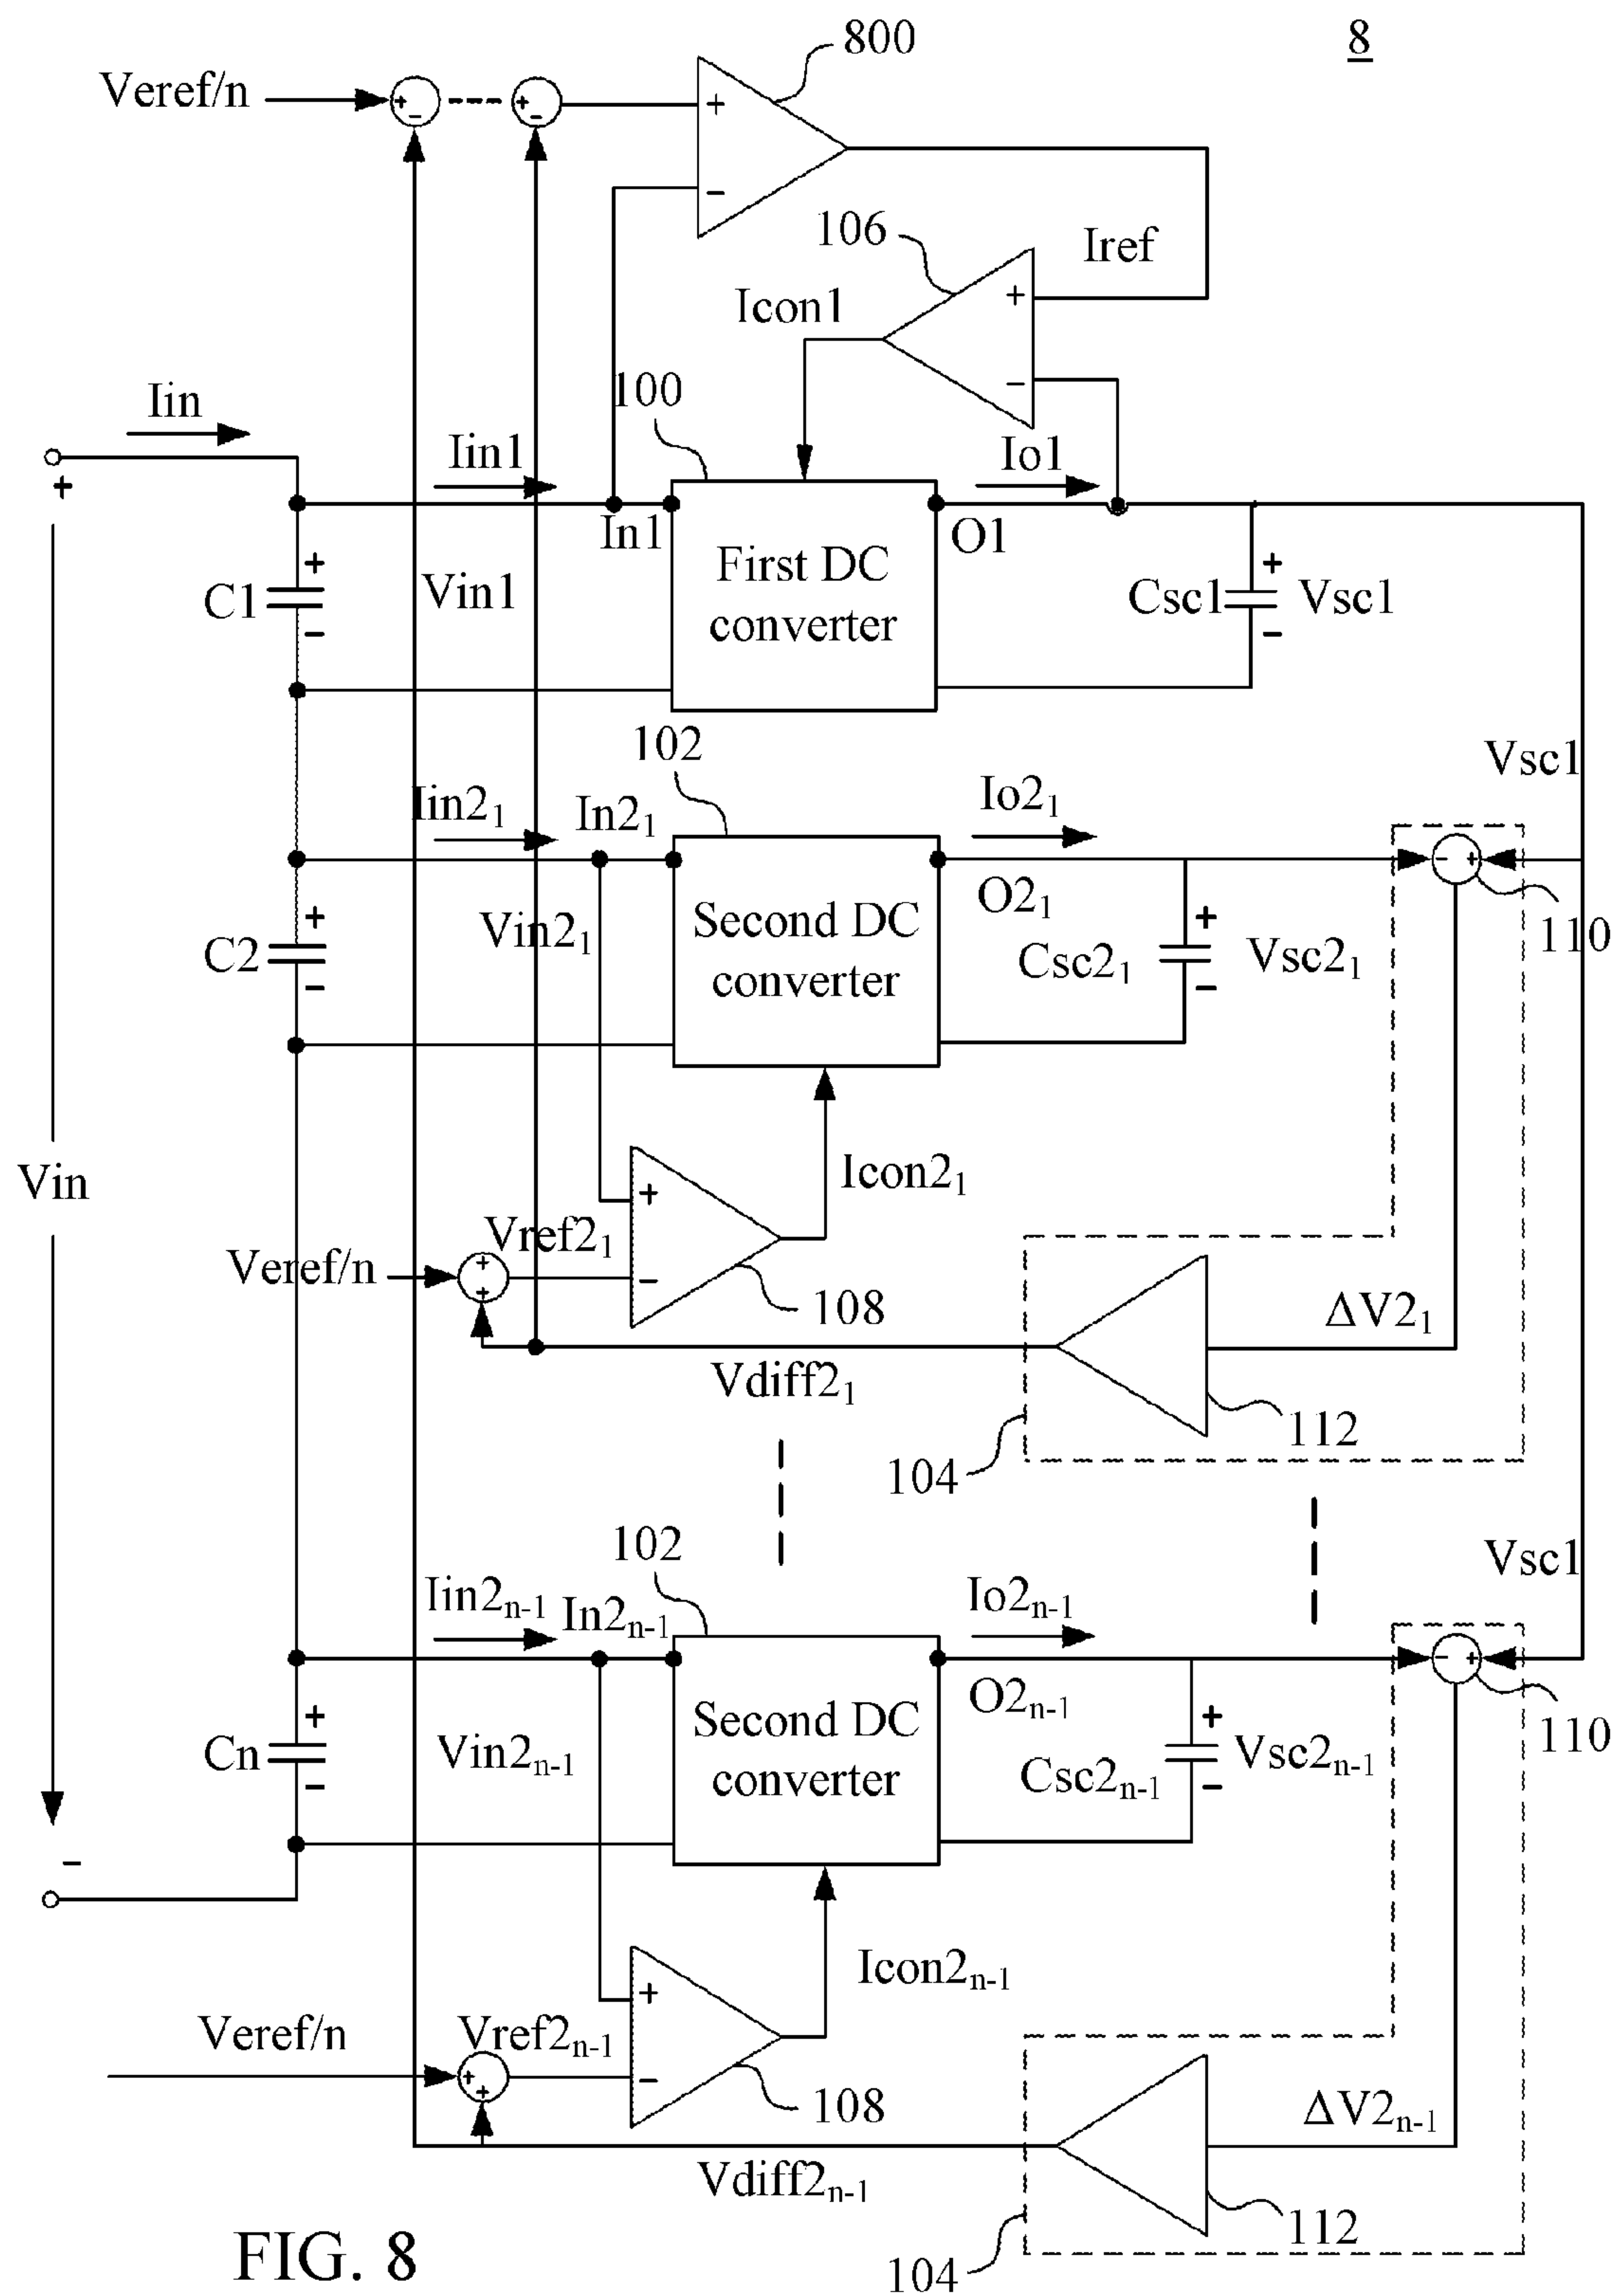 800
8
Veref/n
+
-
+
-
+
-
106
Iref
+
-
Icon1
100
Iin
+
Iin1
Io1
In1
O1
First DC
converter
C1
+
-
Vin1
Csc1
+
-
Vsc1
102
Vsc1
Iin2₁
In2₁
Io2₁
O2₁
-
+
110
Second DC
converter
C2
+
-
Vin2₁
Csc2₁
+
-
Vsc2₁
Vin
Icon2₁
+
-
Vref2₁
Veref/n
+
+
108
ΔV2₁
Vdiff2₁
112
104
102
Vsc1
Iin2n-1
In2n-1
Io2n-1
O2n-1
-
+
110
Second DC
converter
Cn
+
-
Vin2n-1
Csc2n-1
+
-
Vsc2n-1
-
Icon2n-1
+
-
Veref/n
Vref2n-1
+
+
108
ΔV2n-1
Vdiff2n-1
112
104
FIG. 8